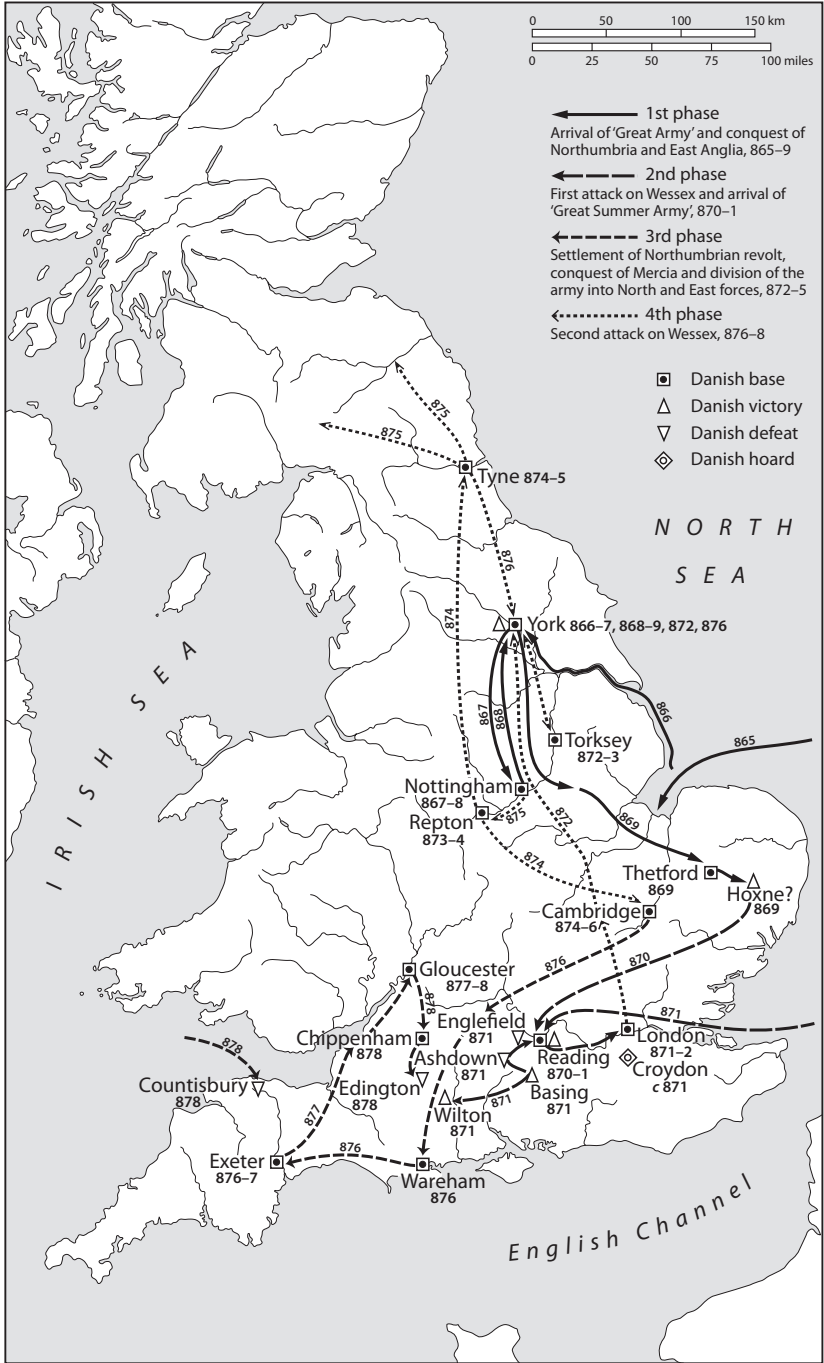 0 50 100 150 km
0 25 50 75 100 miles
1st phase
Arrival of ‘Great Army’ and conquest of
Northumbria and East Anglia, 865–9
2nd phase
First attack on Wessex and arrival of
‘Great Summer Army’, 870–1
3rd phase
Settlement of Northumbrian revolt,
conquest of Mercia and division of the
army into North and East forces, 872–5
4th phase
Second attack on Wessex, 876–8
Danish base
Danish victory
Danish defeat
Danish hoard
875
875
Tyne 874–5
NORTH
SEA
876
874
York 866–7, 868–9, 872, 876
IRISH SEA
867
868
866
865
Torksey
872–3
Nottingham
867–8
Repton
873–4
875
872
869
874
Thetford
869
Hoxne?
869
Cambridge
874–6
876
870
Gloucester
877–8
878
871
Englefield
871
London
871–2
Chippenham
878
Ashdown
871
Reading
870–1
Croydon
c 871
878
Countisbury
878
Edington
878
Basing
871
871
Wilton
871
877
876
Exeter
876–7
Wareham
876
English Channel